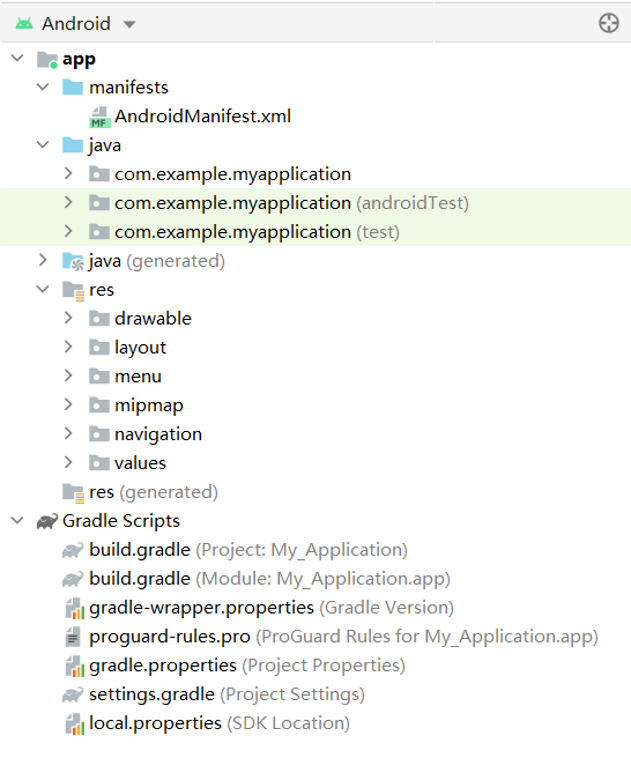 Android
app
manifests
MF AndroidManifest.xml
java
com.example.myapplication
com.example.myapplication (androidTest)
com.example.myapplication (test)
java (generated)
res
drawable
layout
menu
mipmap
navigation
values
res (generated)
Gradle Scripts
build.gradle (Project: My_Application)
build.gradle (Module: My_Application.app)
gradle-wrapper.properties (Gradle Version)
proguard-rules.pro (ProGuard Rules for My_Application.app)
gradle.properties (Project Properties)
settings.gradle (Project Settings)
local.properties (SDK Location)